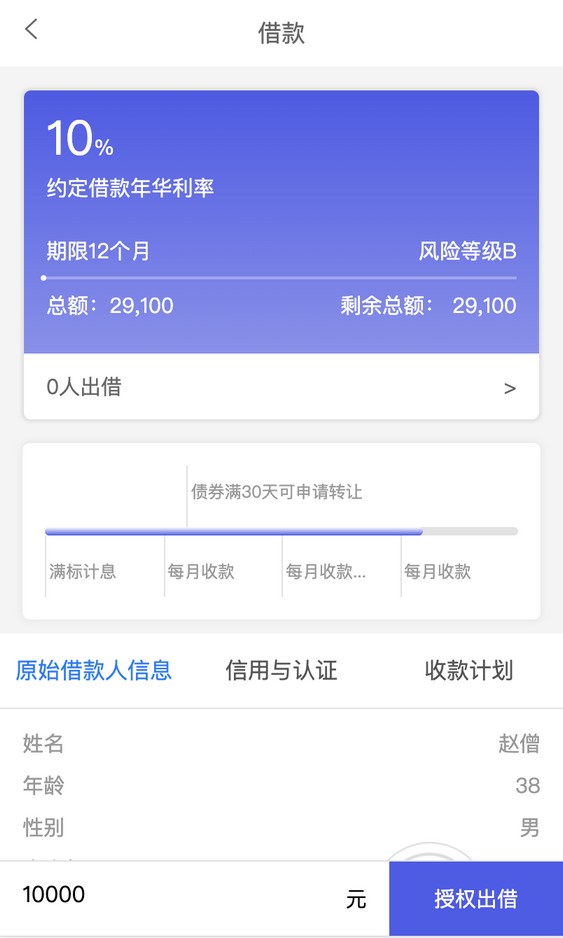 借款
10%
约定借款年华利率
期限12个月 风险等级B
总额：29,100 剩余总额： 29,100
0人出借 >
债券满30天可申请转让
满标计息 每月收款 每月收款... 每月收款
原始借款人信息 信用与认证 收款计划
姓名 赵僧
年龄 38
性别 男
10000 元 授权出借